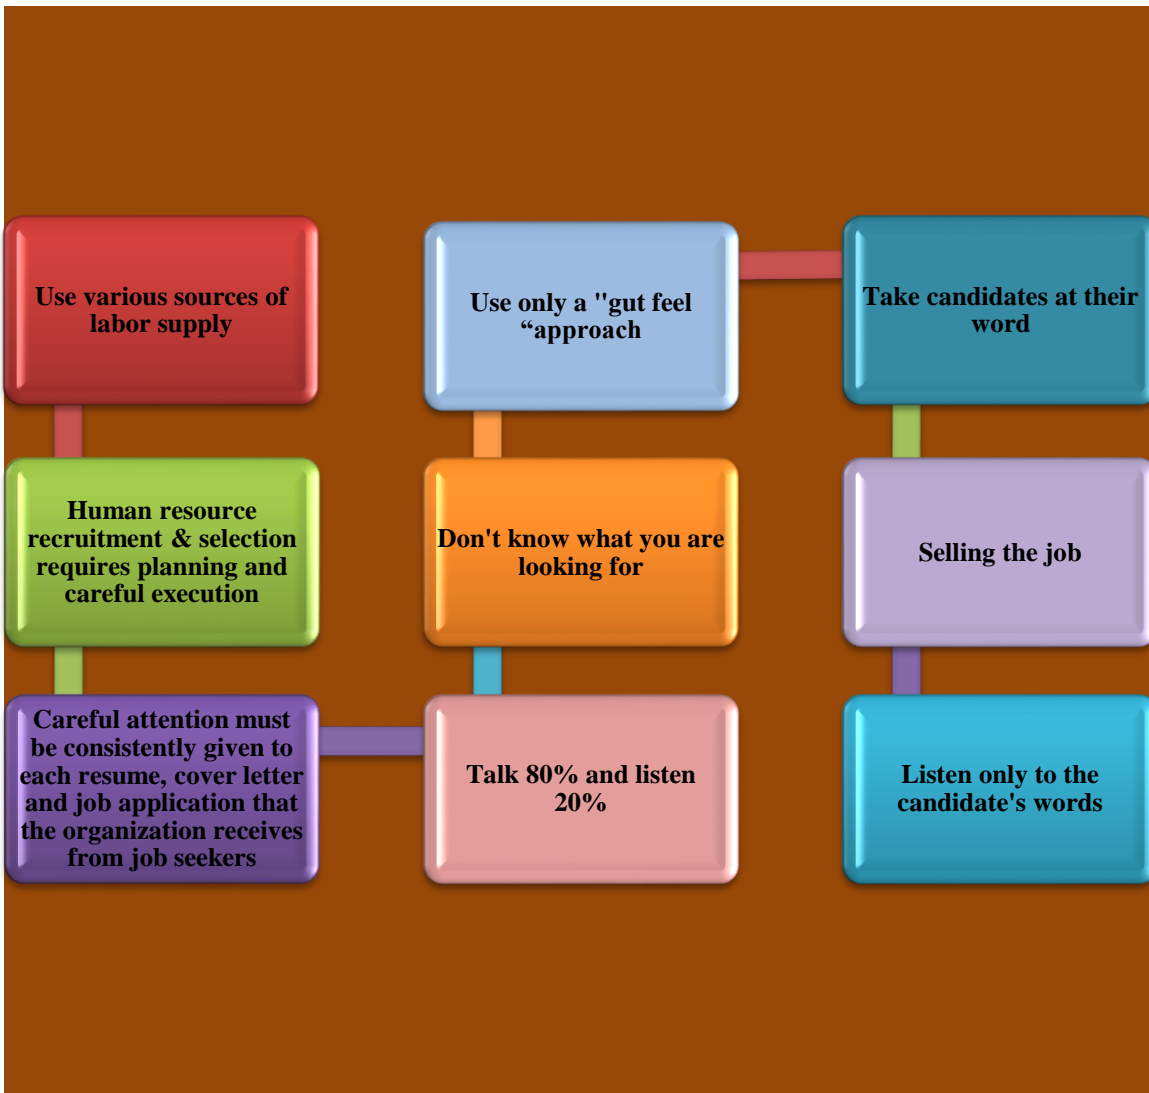 Use various sources of
labor supply
Human resource
recruitment & selection
requires planning and
careful execution
Careful attention must
be consistently given to
each resume, cover letter
and job application that
the organization receives
from job seekers
Talk 80% and listen
20%
Don't know what you are
looking for
Use only a "gut feel
“approach
Take candidates at their
word
Selling the job
Listen only to the
candidate's words